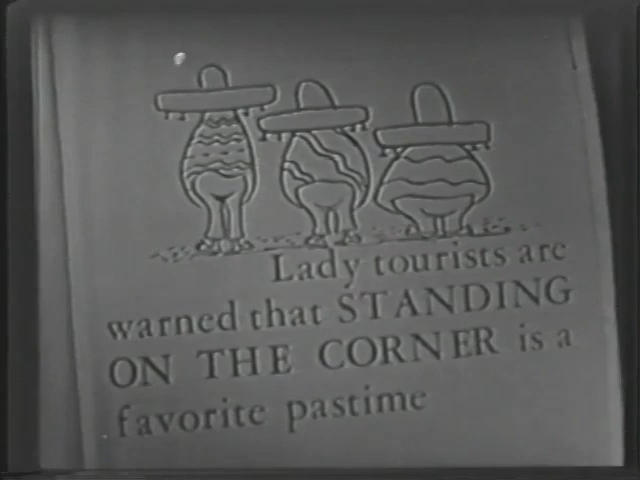 Lady tourists are
warned that STANDING
ON THE CORNER is a
favorite pastime